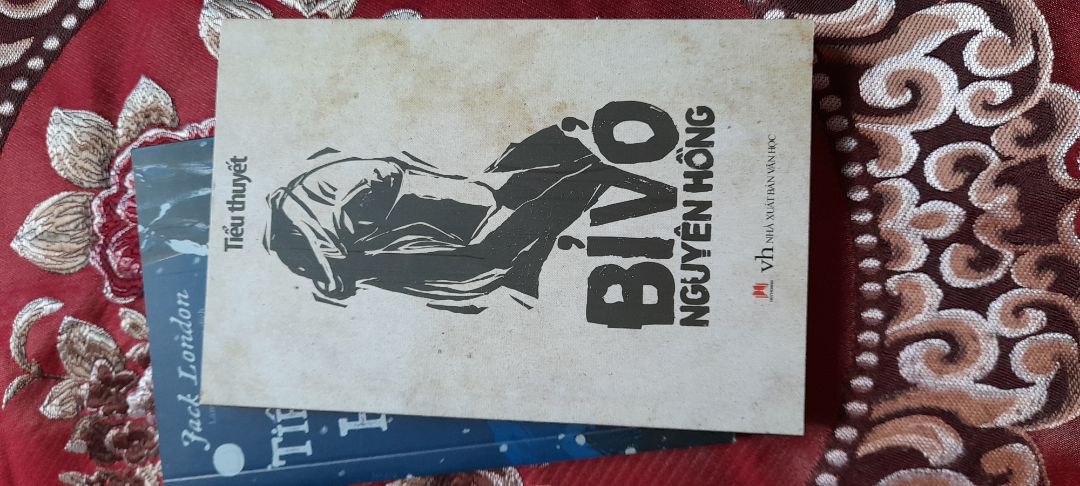 Tiểu thuyết
BỈ VỎ
NGUYÊN HỒNG
vh NHÀ XUẤT BẢN VĂN HỌC
Jack London